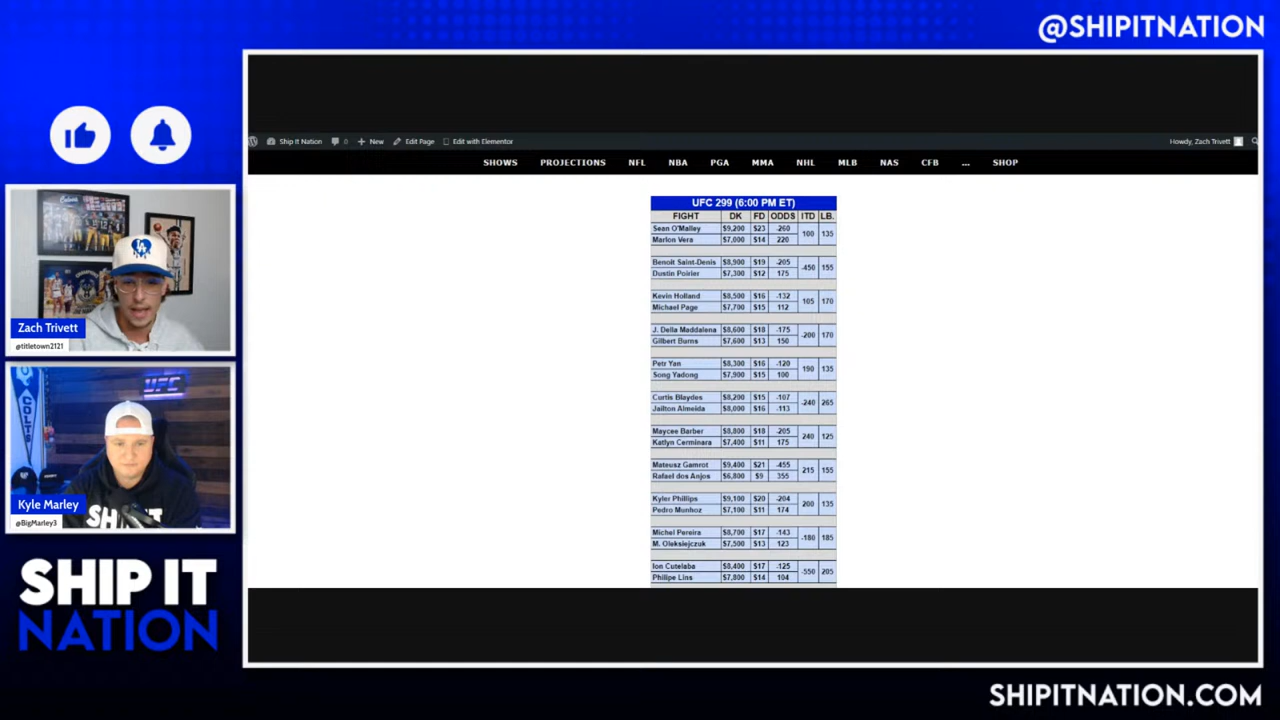 @SHIPITNATION
Ship It Nation 0 + New Edit Page Edit with Elementor Howdy, Zach Trivett
SHOWS PROJECTIONS NFL NBA PGA MMA NHL MLB NAS CFB ... SHOP
UFC 299 (6:00 PM ET)
FIGHT DK FD ODDS ITD LB.
Sean O'Malley $9,200 $23 -260 100 135
Marlon Vera $7,000 $14 220
Benoit Saint-Denis $8,900 $19 -205 -450 155
Dustin Poirier $7,300 $12 175
Kevin Holland $8,500 $16 -132 105 170
Michael Page $7,700 $15 112
J. Della Maddalena $8,600 $18 -175 -200 170
Gilbert Burns $7,600 $13 150
Petr Yan $8,300 $16 -120 190 135
Song Yadong $7,900 $15 100
Curtis Blaydes $8,200 $15 -107 -240 265
Jailton Almeida $8,000 $16 -113
Maycee Barber $8,800 $18 -205 240 125
Katlyn Cerminara $7,400 $11 175
Mateusz Gamrot $9,400 $21 -455 215 155
Rafael dos Anjos $6,800 $9 355
Kyler Phillips $9,100 $20 -204 200 135
Pedro Munhoz $7,100 $11 174
Michel Pereira $8,700 $17 -143 -180 185
M. Oleksiejczuk $7,500 $13 123
Ion Cutelaba $8,400 $17 -125 -550 205
Philipe Lins $7,800 $14 104
Zach Trivett
@titletown2121
UFC
COLTS
LA
SH
Kyle Marley
@BigMarley3
SHIP IT
NATION
SHIPITNATION.COM